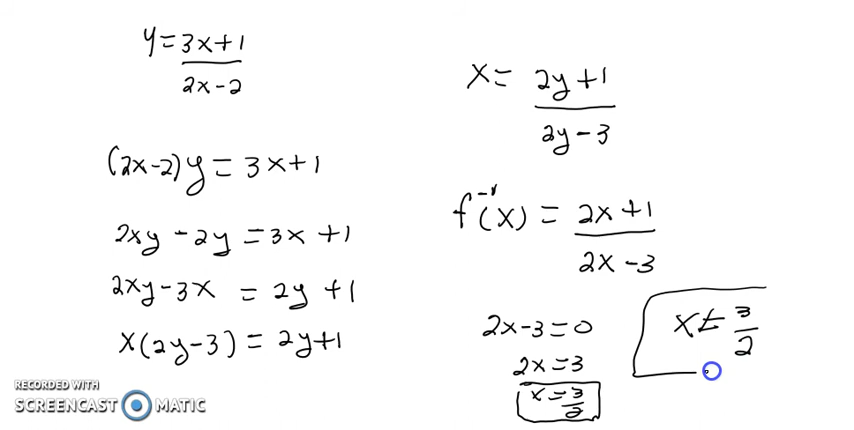 y = 3x+1
2x-2
(2x-2)y = 3x+1
2xy - 2y = 3x +1
2xy - 3x = 2y +1
x(2y-3) = 2y+1
RECORDED WITH
SCREENCAST MATIC
x = 2y+1
2y-3
f⁻¹(x) = 2x+1
2x-3
2x-3=0
2x=3
x=3
2
x≠ 3
2